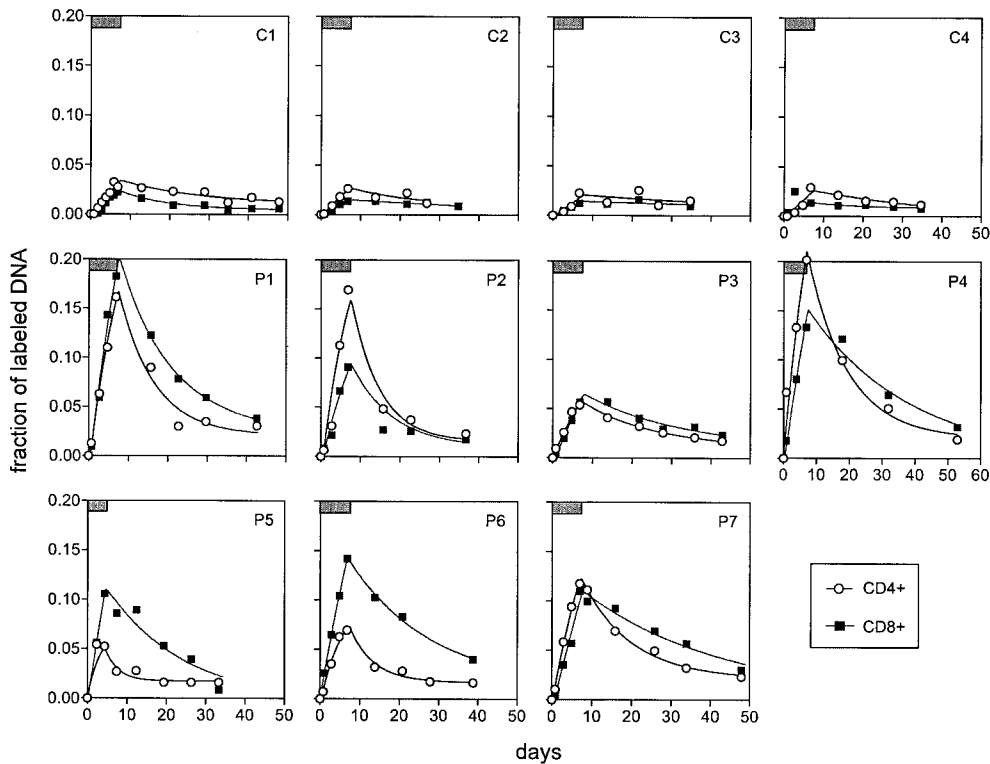 C1
C2
C3
C4
0.20
0.15
0.10
0.05
0.00
0 10 20 30 40 50
P1
P2
P3
P4
0.20
0.15
0.10
0.05
0.00
0 10 20 30 40 50 60
P5
P6
P7
0.20
0.15
0.10
0.05
0.00
0 10 20 30 40 50
0 10 20 30 40 50
0 10 20 30 40 50
CD4+
CD8+
fraction of labeled DNA
days